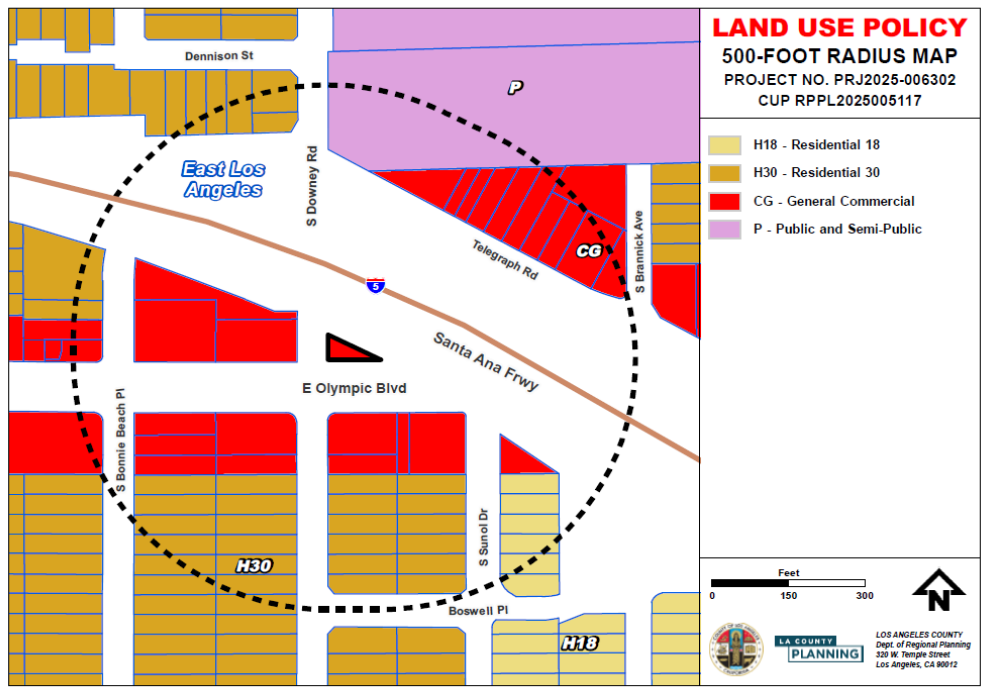 LAND USE POLICY
500-FOOT RADIUS MAP
PROJECT NO. PRJ2025-006302
CUP RPPL2025005117
H18 - Residential 18
H30 - Residential 30
CG - General Commercial
P - Public and Semi-Public
Dennison St
P
East Los
Angeles
S Downey Rd
CG
Telegraph Rd
S Brannick Ave
5
Santa Ana Frwy
E Olympic Blvd
S Bonnie Beach Pl
S Sunol Dr
H30
Boswell Pl
H18
Feet
0 150 300
N
LA COUNTY
PLANNING
LOS ANGELES COUNTY
Dept. of Regional Planning
320 W. Temple Street
Los Angeles, CA 90012